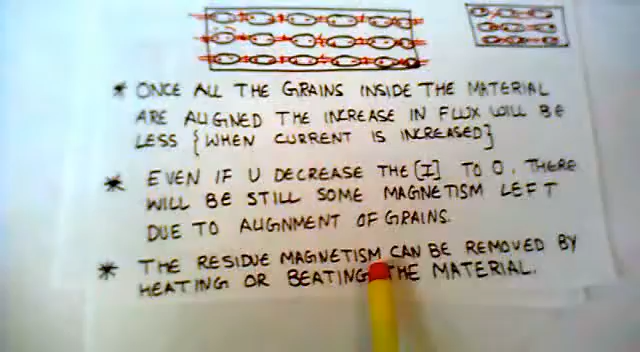 * ONCE ALL THE GRAINS INSIDE THE MATERIAL
ARE ALIGNED THE INCREASE IN FLUX WILL BE
LESS {WHEN CURRENT IS INCREASED}
* EVEN IF U DECREASE THE [I] TO 0, THERE
WILL BE STILL SOME MAGNETISM LEFT
DUE TO ALIGNMENT OF GRAINS.
* THE RESIDUE MAGNETISM CAN BE REMOVED BY
HEATING OR BEATING THE MATERIAL.